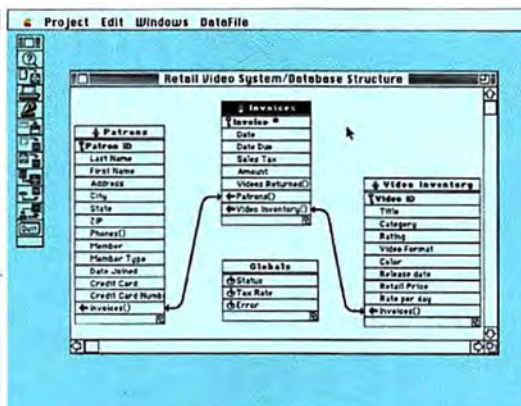 Project Edit Windows DataFile
Retail Video System/Database Structure
Patrons
Patron ID
Last Name
First Name
Address
City
State
ZIP
Phones()
Member
Member Type
Date Joined
Credit Card
Credit Card Numb
Invoices()
Invoices
Invoice #
Date
Date Due
Sales Tax
Amount
Videos Returned()
Patrons()
Video Inventory()
Globals
Status
Tax Rate
Error
Video Inventory
Video ID
Title
Category
Rating
Video Format
Color
Release date
Retail Price
Rate per day
Invoices()
Quit